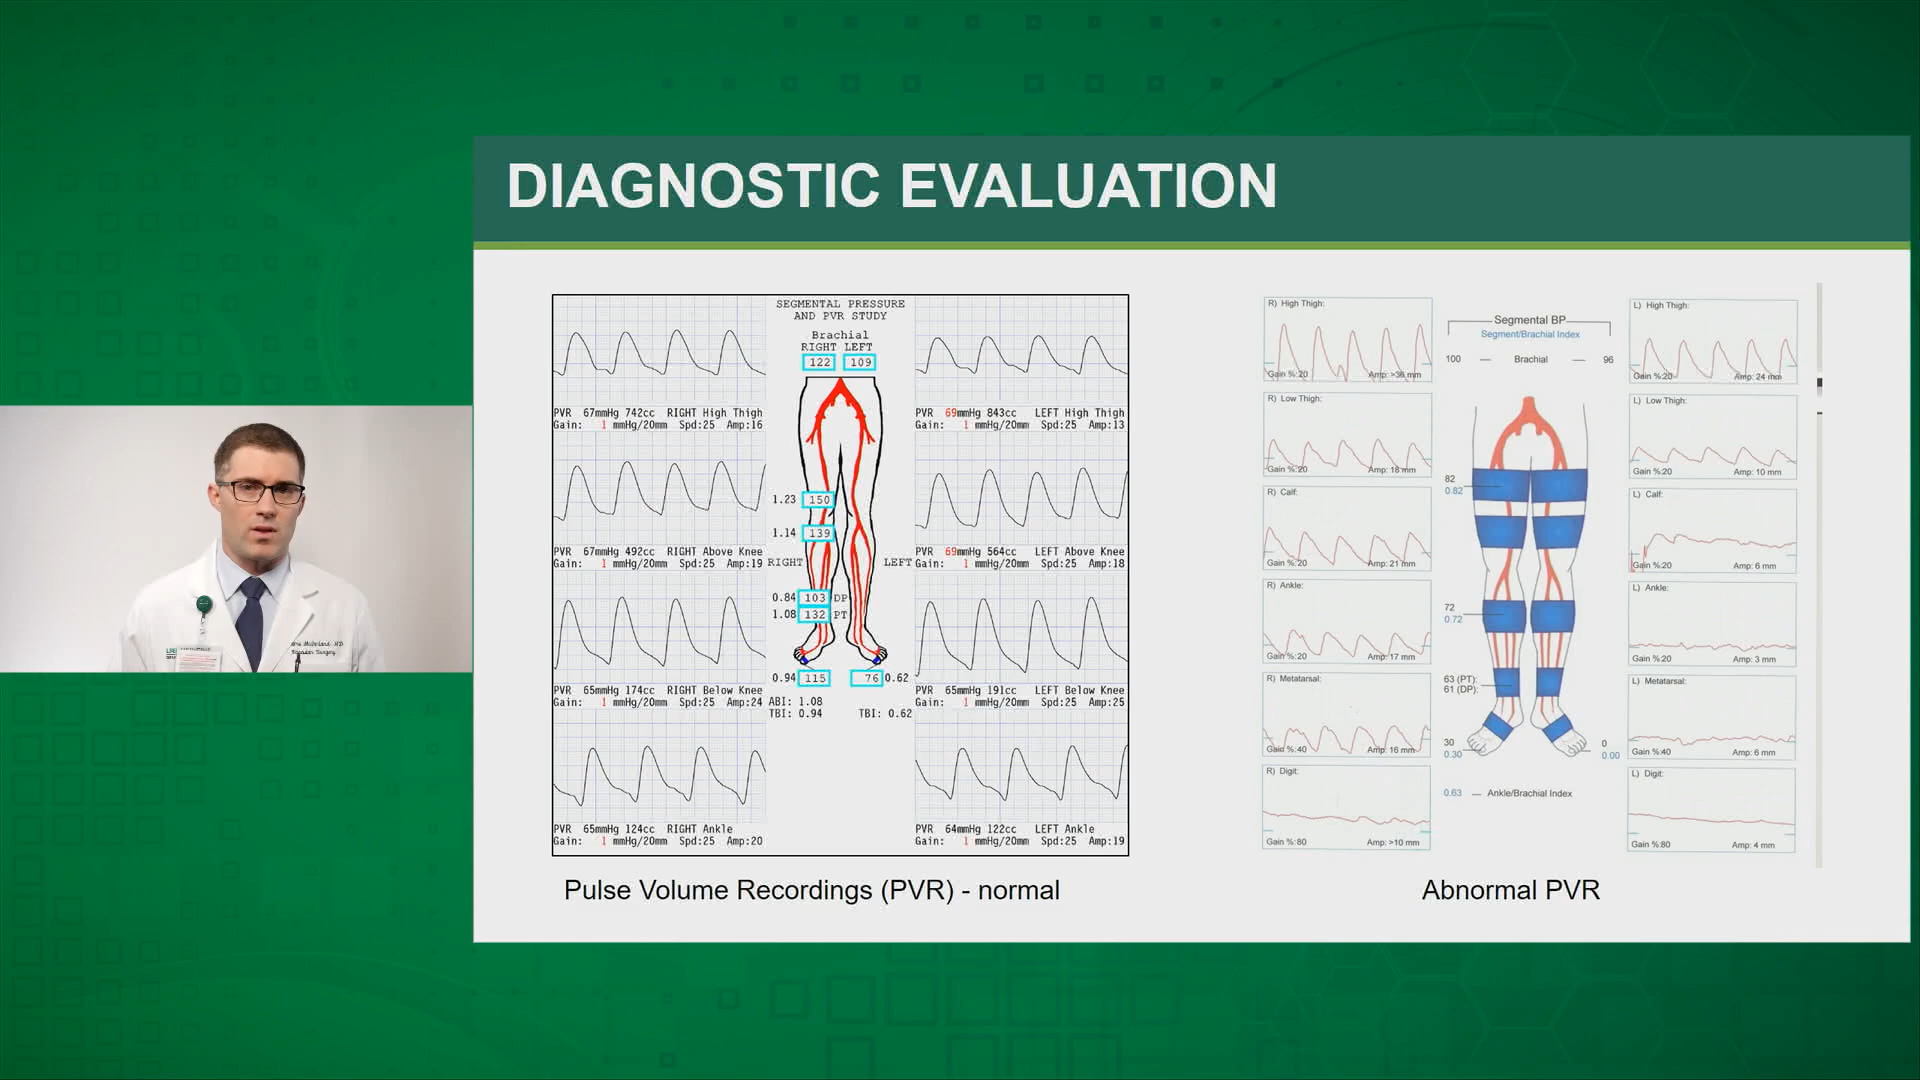 DIAGNOSTIC EVALUATION
SEGMENTAL PRESSURE
AND PVR STUDY
Brachial
RIGHT LEFT
122 109
PVR 67mmHg 742cc RIGHT High Thigh
Gain: 1 mmHg/20mm Spd:25 Amp:16
PVR 69mmHg 843cc LEFT High Thigh
Gain: 1 mmHg/20mm Spd:25 Amp:13
1.23 150
1.14 139
PVR 67mmHg 492cc RIGHT Above Knee
Gain: 1 mmHg/20mm Spd:25 Amp:19
RIGHT LEFT
PVR 69mmHg 564cc LEFT Above Knee
Gain: 1 mmHg/20mm Spd:25 Amp:18
0.84 103 DP
1.08 132 PT
0.94 115 76 0.62
PVR 65mmHg 174cc RIGHT Below Knee
Gain: 1 mmHg/20mm Spd:25 Amp:24
ABI: 1.08
TBI: 0.94 TBI: 0.62
PVR 65mmHg 191cc LEFT Below Knee
Gain: 1 mmHg/20mm Spd:25 Amp:25
PVR 65mmHg 124cc RIGHT Ankle
Gain: 1 mmHg/20mm Spd:25 Amp:20
PVR 64mmHg 122cc LEFT Ankle
Gain: 1 mmHg/20mm Spd:25 Amp:19
Pulse Volume Recordings (PVR) - normal
R) High Thigh:
Gain %:20 Amp: >36 mm
R) Low Thigh:
Gain %:20 Amp: 18 mm
R) Calf:
Gain %:20 Amp: 21 mm
R) Ankle:
Gain %:20 Amp: 17 mm
R) Metatarsal:
Gain %:40 Amp: 16 mm
R) Digit:
Gain %:80 Amp: >10 mm
Segmental BP
Segment/Brachial Index
100 — Brachial — 96
82
0.82
72
0.72
63 (PT):
61 (DP):
30
0.30
0
0.00
0.63 — Ankle/Brachial Index
L) High Thigh:
Gain %:20 Amp: 24 mm
L) Low Thigh:
Gain %:20 Amp: 10 mm
L) Calf:
Gain %:20 Amp: 6 mm
L) Ankle:
Gain %:20 Amp: 3 mm
L) Metatarsal:
Gain %:40 Amp: 6 mm
L) Digit:
Gain %:80 Amp: 4 mm
Abnormal PVR